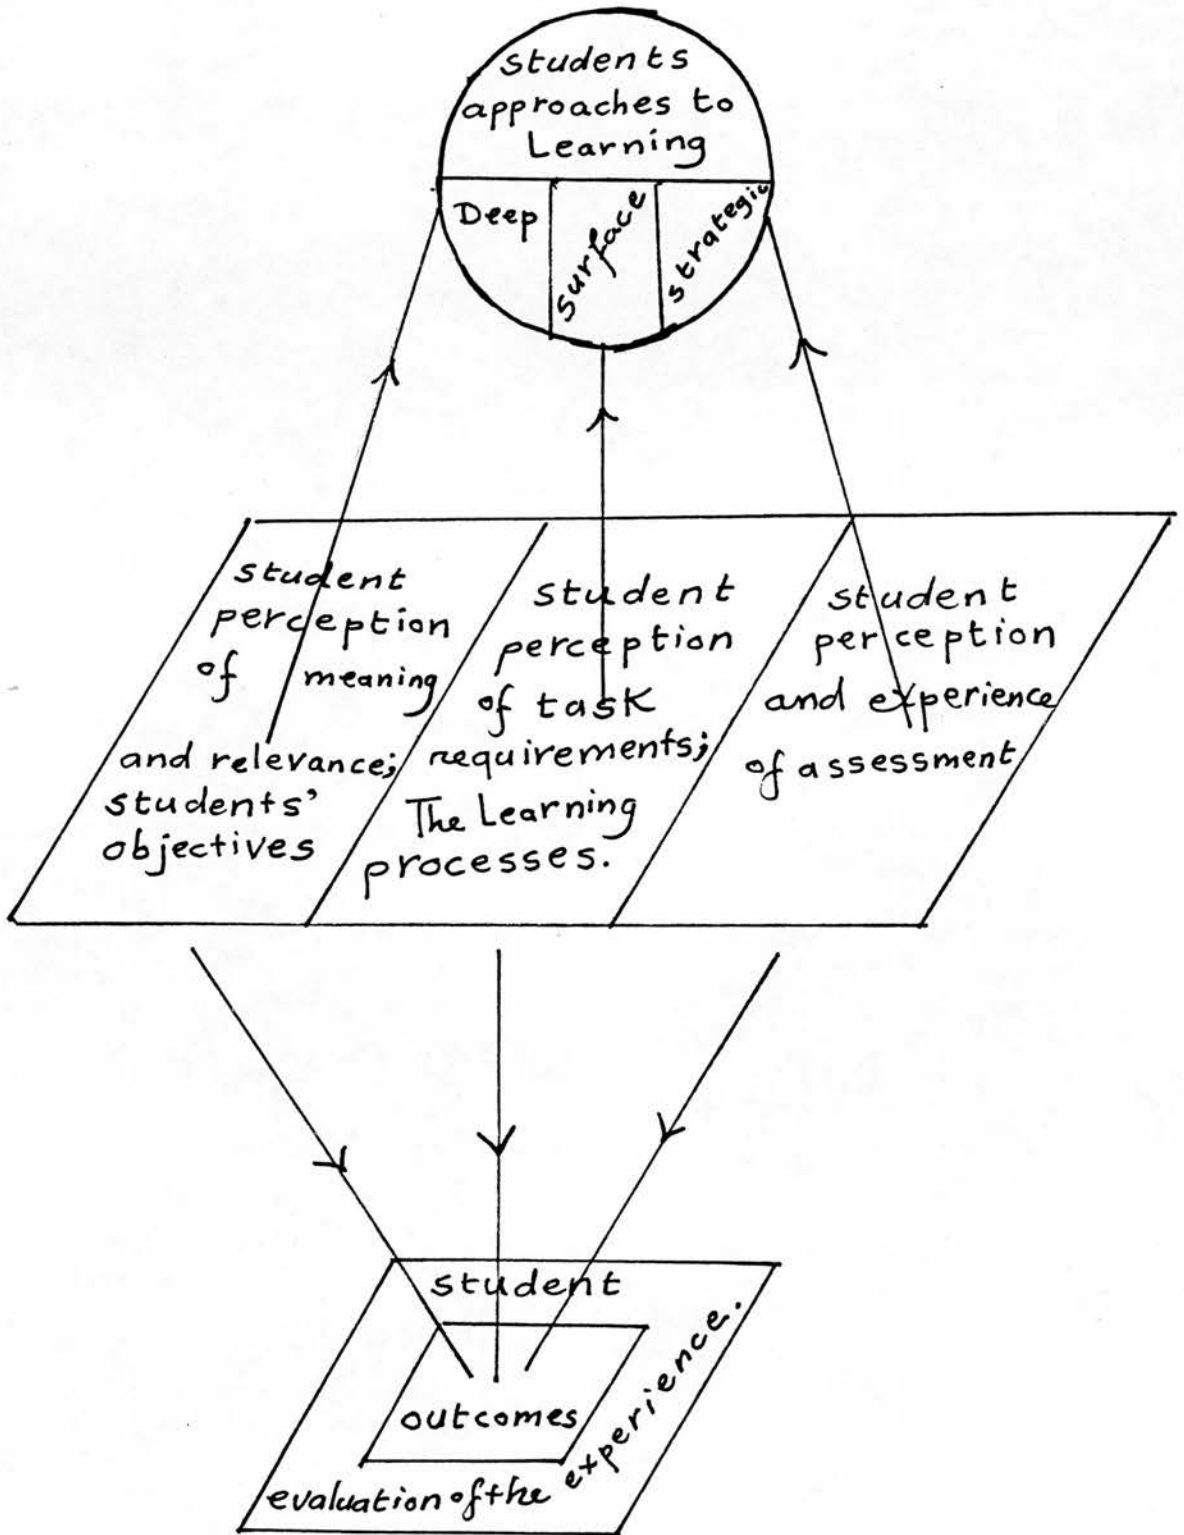 students
approaches to
Learning
Deep
surface
strategic
student
perception
of meaning
and relevance;
students'
objectives
student
perception
of task
requirements;
The Learning
processes.
student
perception
and experience
of assessment
student
outcomes
evaluation of the experience.